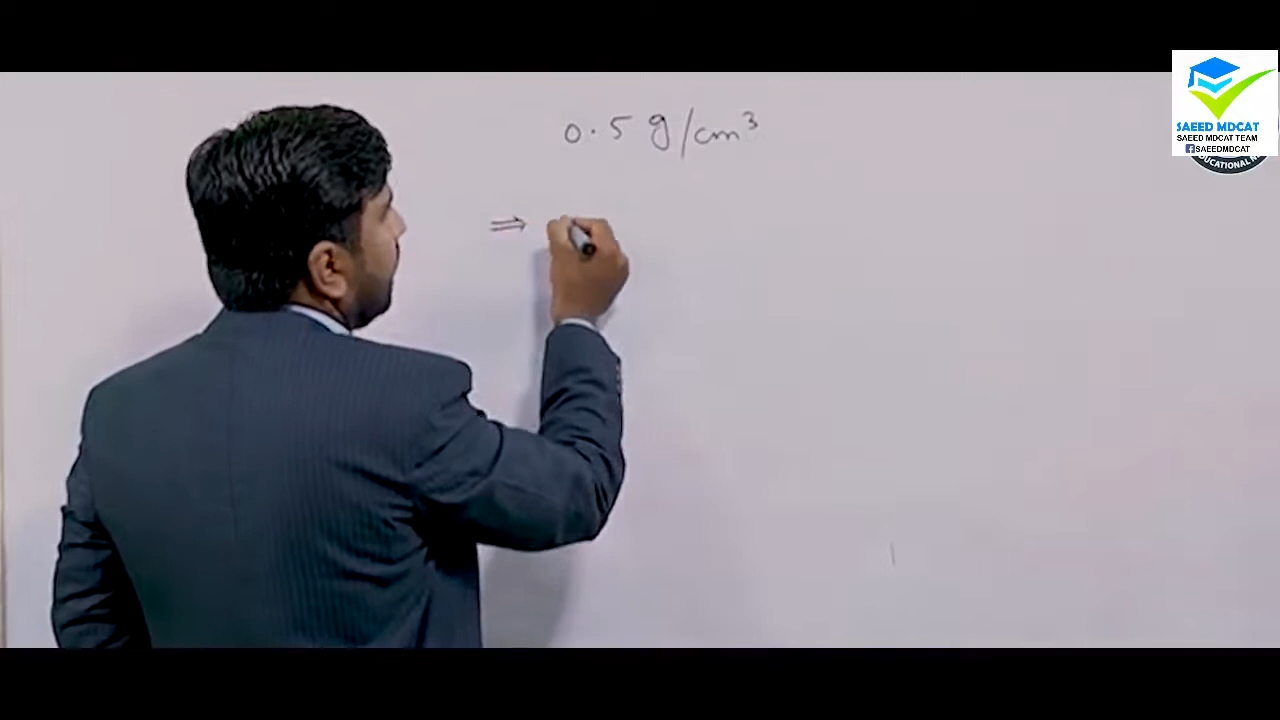 0.5 g/cm³
⇒
SAEED MDCAT
SAEED MDCAT TEAM
SAEEDMDCAT